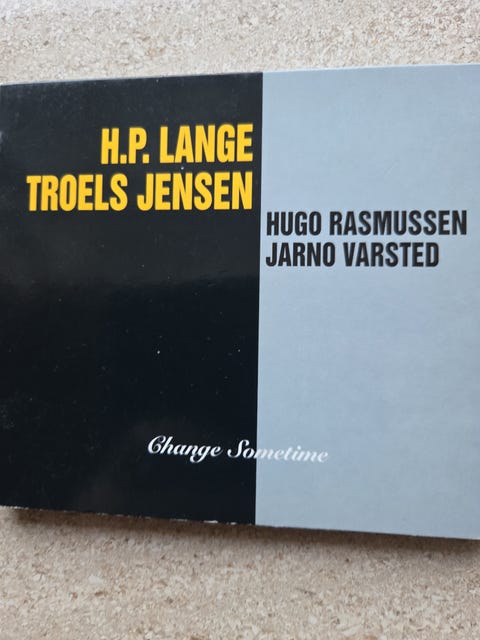 H.P. LANGE
TROELS JENSEN
HUGO RASMUSSEN
JARNO VARSTED
Change Sometime